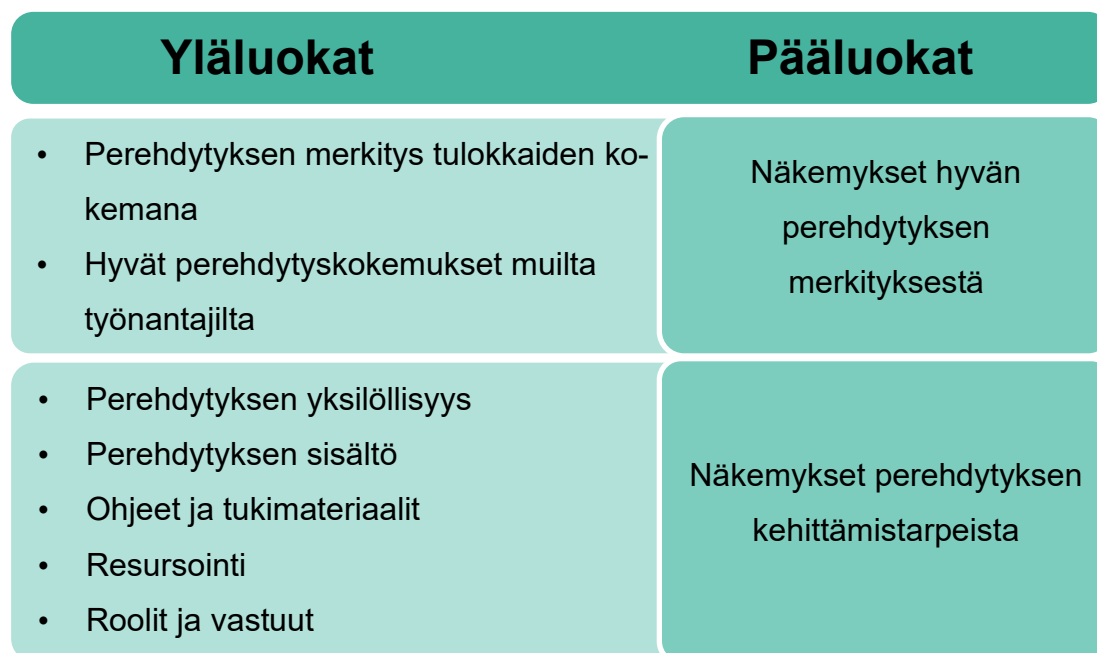 Yläluokat
Pääluokat
• Perehdytyksen merkitys tulokkaiden ko-
kemana
• Hyvät perehdytyskokemukset muilta
työnantajilta
Näkemykset hyvän
perehdytyksen
merkityksestä
• Perehdytyksen yksilöllisyys
• Perehdytyksen sisältö
• Ohjeet ja tukimateriaalit
• Resursointi
• Roolit ja vastuut
Näkemykset perehdytyksen
kehittämistarpeista